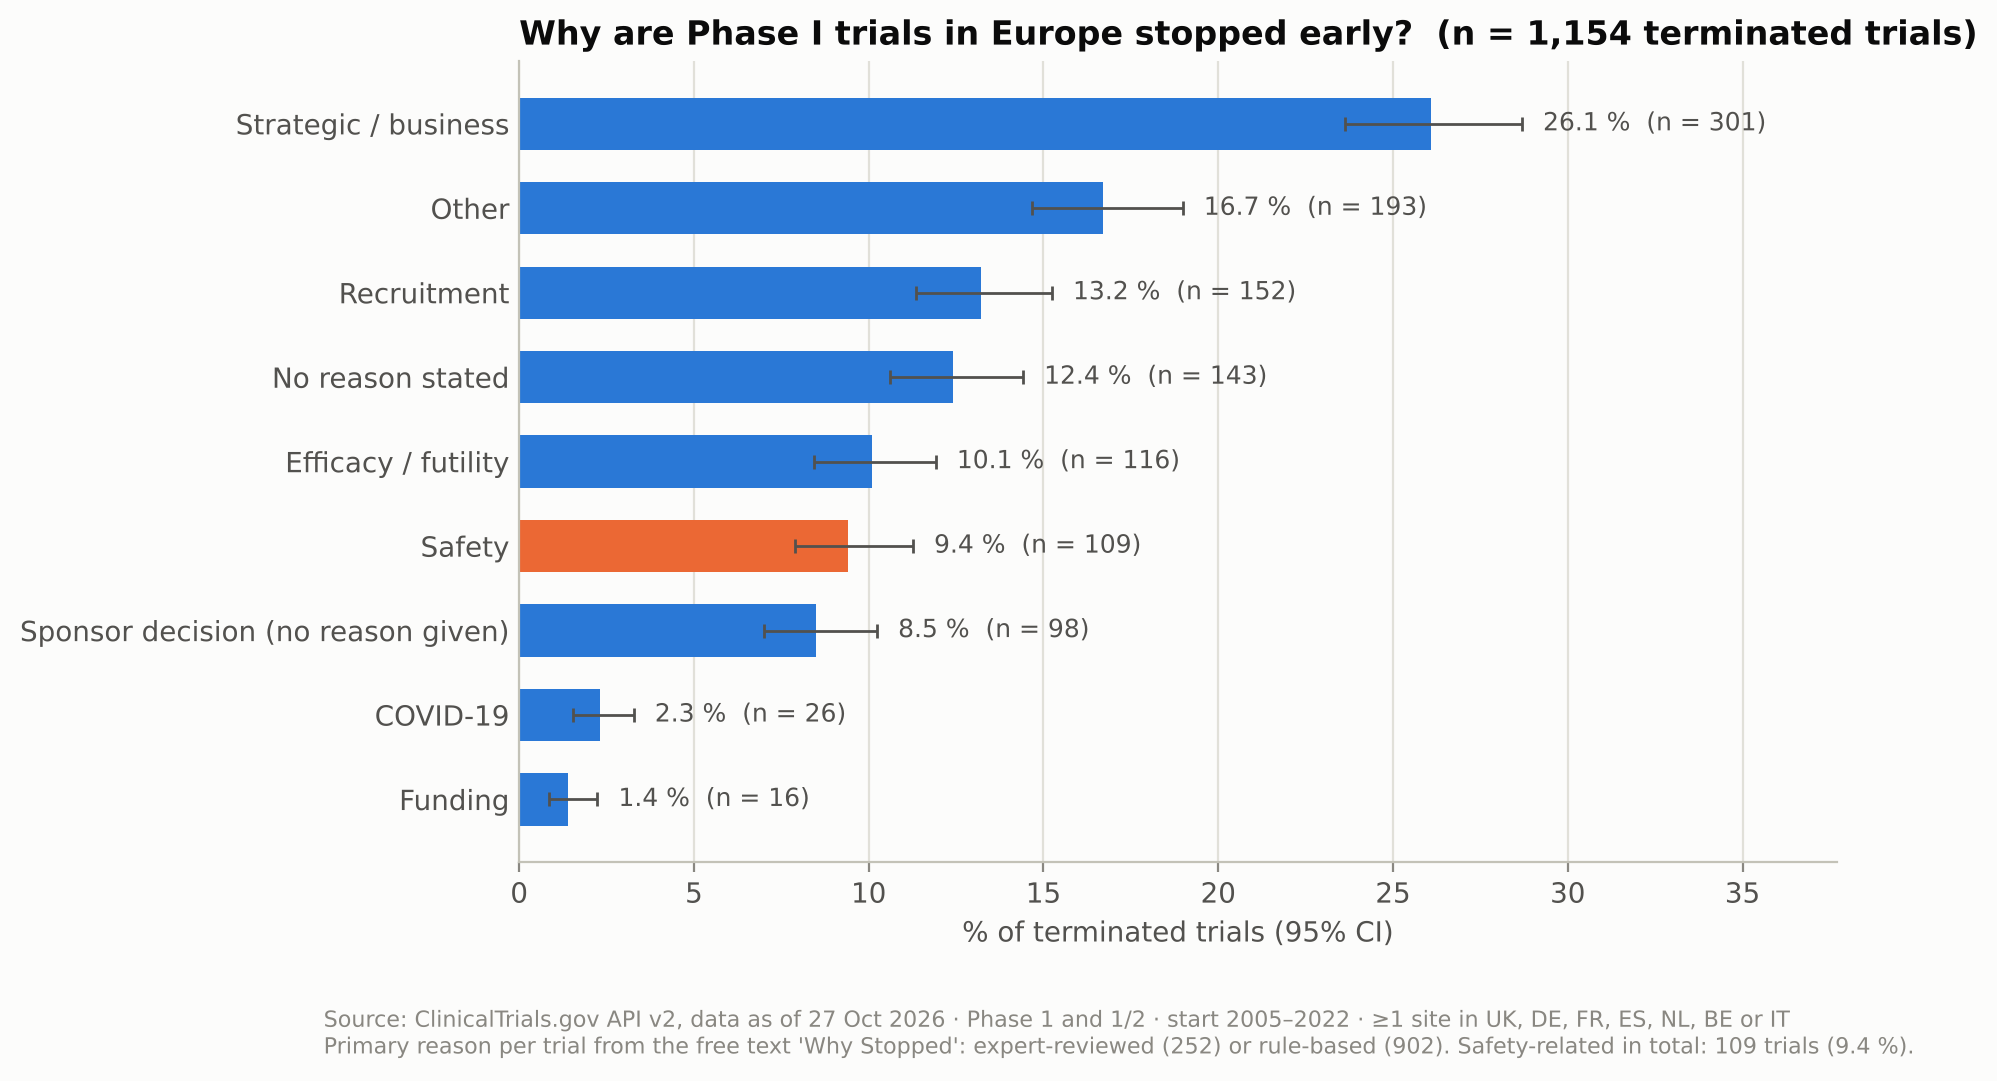 Why are Phase I trials in Europe stopped early?  (n = 1,154 terminated trials)
Strategic / business
26.1 %  (n = 301)
Other
16.7 %  (n = 193)
Recruitment
13.2 %  (n = 152)
No reason stated
12.4 %  (n = 143)
Efficacy / futility
10.1 %  (n = 116)
Safety
9.4 %  (n = 109)
Sponsor decision (no reason given)
8.5 %  (n = 98)
COVID-19
2.3 %  (n = 26)
Funding
1.4 %  (n = 16)
0 5 10 15 20 25 30 35
% of terminated trials (95% CI)
Source: ClinicalTrials.gov API v2, data as of 27 Oct 2026 · Phase 1 and 1/2 · start 2005–2022 · ≥1 site in UK, DE, FR, ES, NL, BE or IT
Primary reason per trial from the free text 'Why Stopped': expert-reviewed (252) or rule-based (902). Safety-related in total: 109 trials (9.4 %).